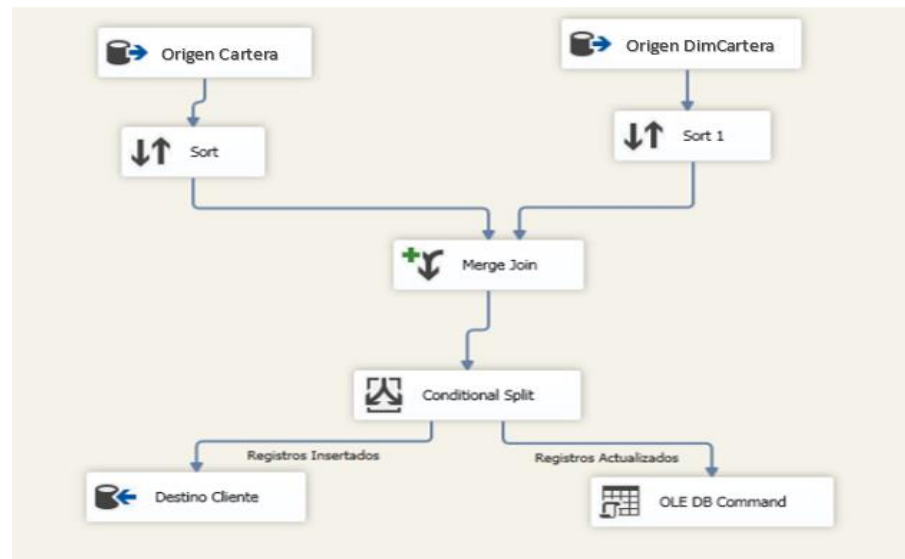 Origen Cartera
Origen DimCartera
Sort
Sort 1
Merge Join
Conditional Split
Registros Insertados
Registros Actualizados
Destino Cliente
OLE DB Command